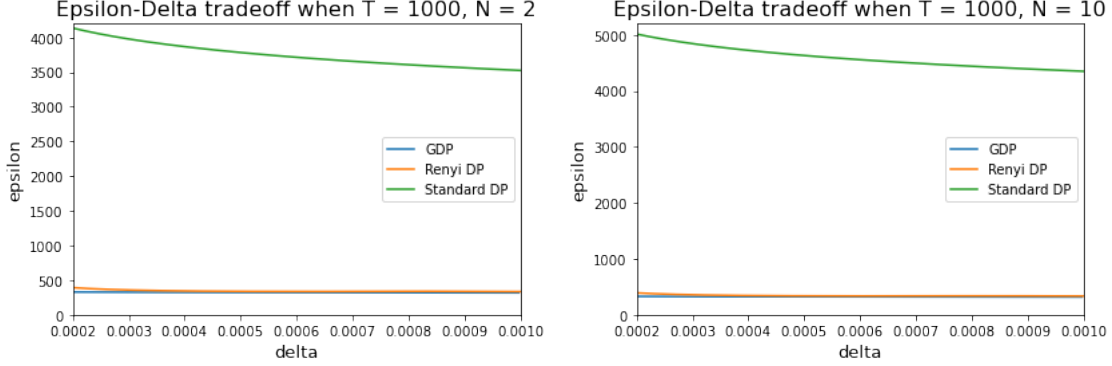 Epsilon-Delta tradeoff when T = 1000, N = 2
4000
3500
3000
2500
2000
1500
1000
500
0
epsilon
GDP
Renyi DP
Standard DP
0.0002 0.0003 0.0004 0.0005 0.0006 0.0007 0.0008 0.0009 0.0010
delta
Epsilon-Delta tradeoff when T = 1000, N = 10
5000
4000
3000
2000
1000
0
epsilon
GDP
Renyi DP
Standard DP
0.0002 0.0003 0.0004 0.0005 0.0006 0.0007 0.0008 0.0009 0.0010
delta